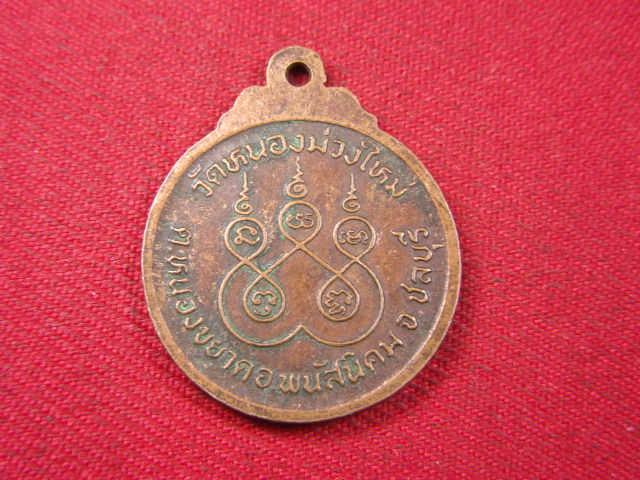 วัดหนองม่วงใหม่
ต.หนองขยาด อ.พนัสนิคม จ.ชลบุรี